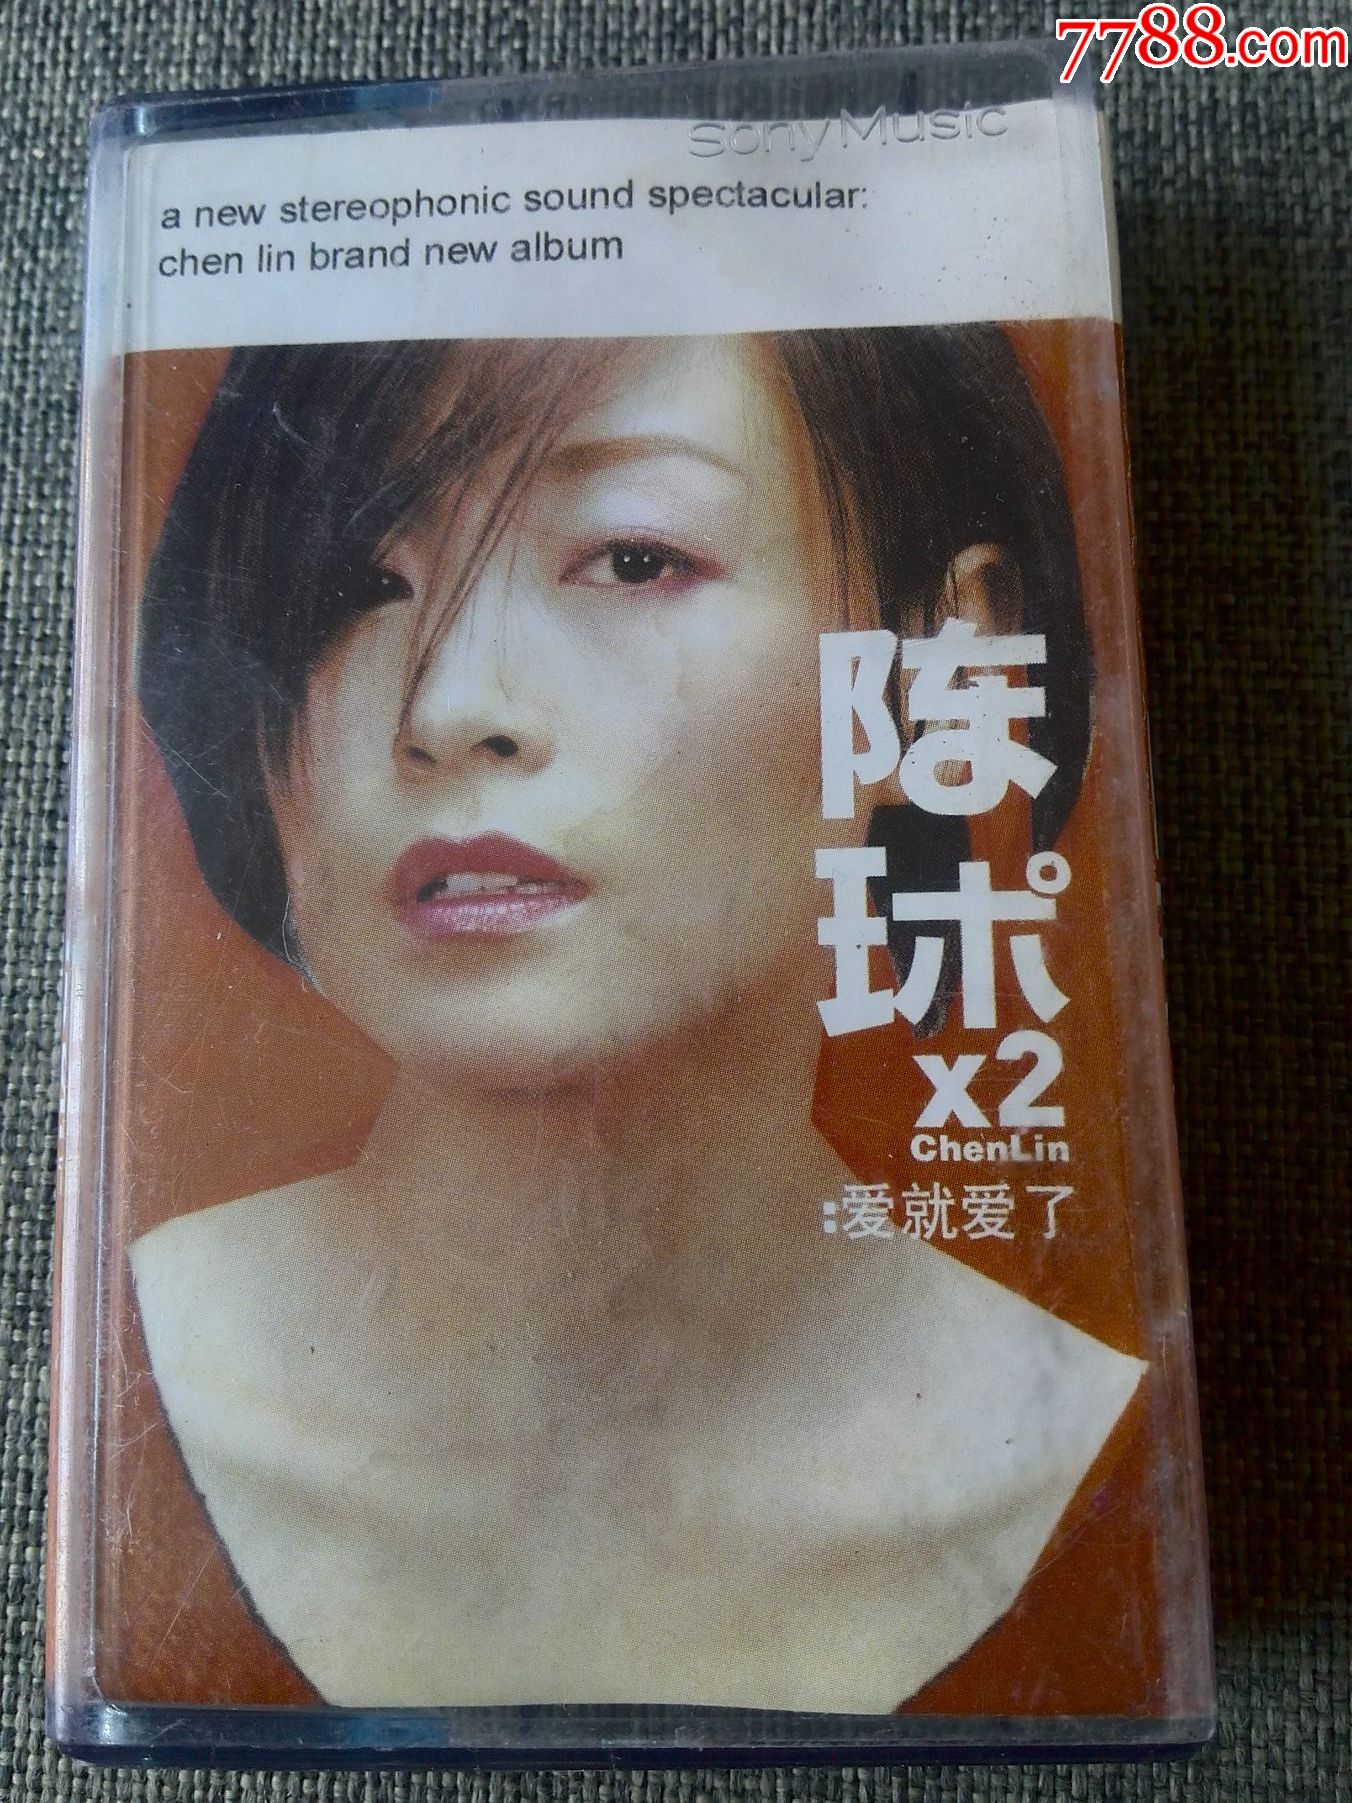 7788.com
Sony Music
a new stereophonic sound spectacular:
chen lin brand new album
陈
琳
x2
ChenLin
:爱就爱了